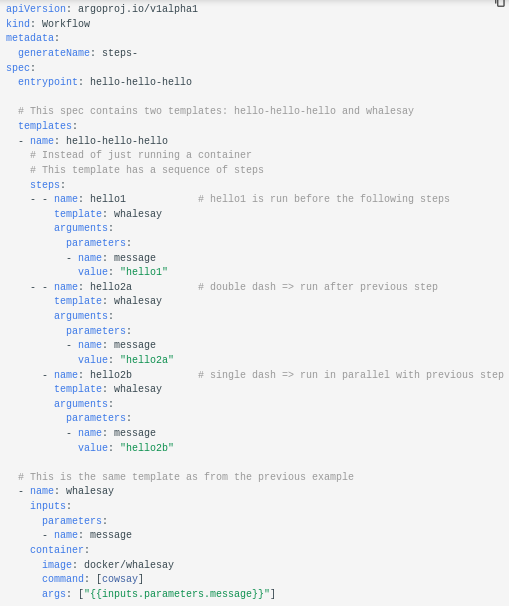 apiVersion: argoproj.io/v1alpha1
kind: Workflow
metadata:
  generateName: steps-
spec:
  entrypoint: hello-hello-hello

  # This spec contains two templates: hello-hello-hello and whalesay
  templates:
  - name: hello-hello-hello
    # Instead of just running a container
    # This template has a sequence of steps
    steps:
    - - name: hello1            # hello1 is run before the following steps
        template: whalesay
        arguments:
          parameters:
          - name: message
            value: "hello1"
    - - name: hello2a           # double dash => run after previous step
        template: whalesay
        arguments:
          parameters:
          - name: message
            value: "hello2a"
      - name: hello2b           # single dash => run in parallel with previous step
        template: whalesay
        arguments:
          parameters:
          - name: message
            value: "hello2b"

  # This is the same template as from the previous example
  - name: whalesay
    inputs:
      parameters:
      - name: message
    container:
      image: docker/whalesay
      command: [cowsay]
      args: ["{{inputs.parameters.message}}"]